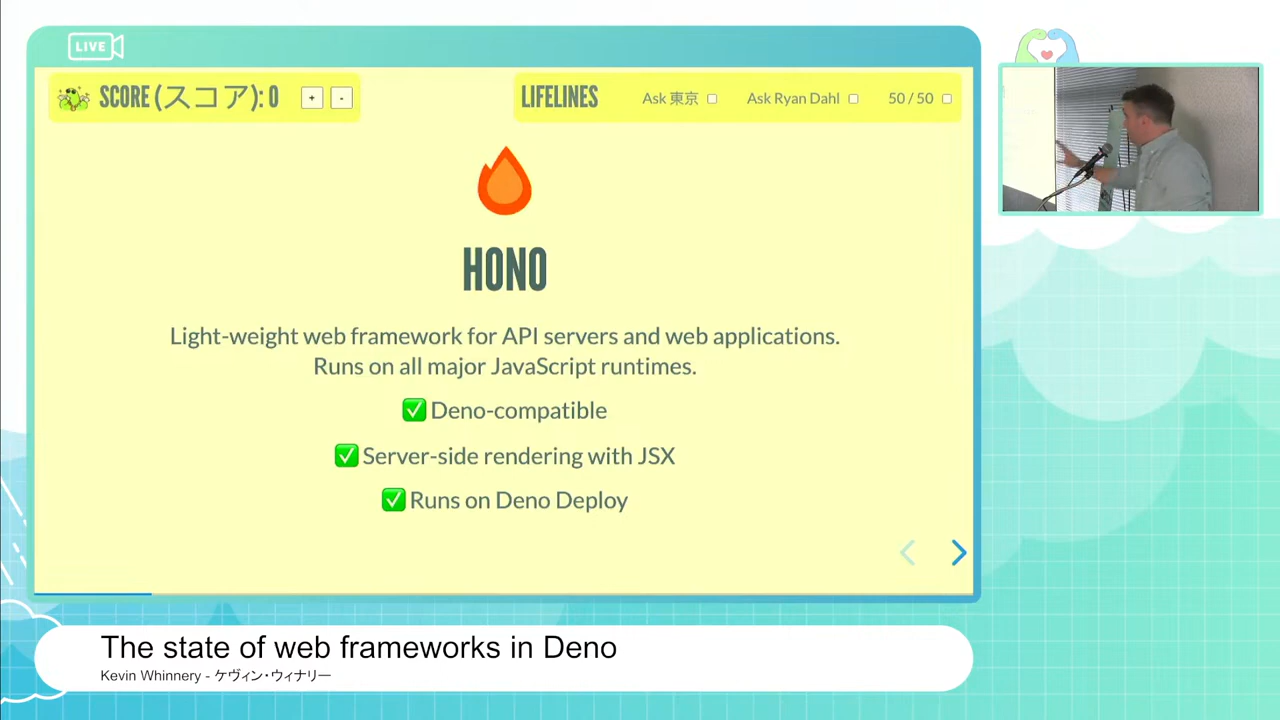 LIVE
SCORE (スコア): 0
+
-
LIFELINES
Ask 東京
Ask Ryan Dahl
50 / 50
HONO
Light-weight web framework for API servers and web applications.
Runs on all major JavaScript runtimes.
✅ Deno-compatible
✅ Server-side rendering with JSX
✅ Runs on Deno Deploy
The state of web frameworks in Deno
Kevin Whinnery - ケヴィン・ウィナリー